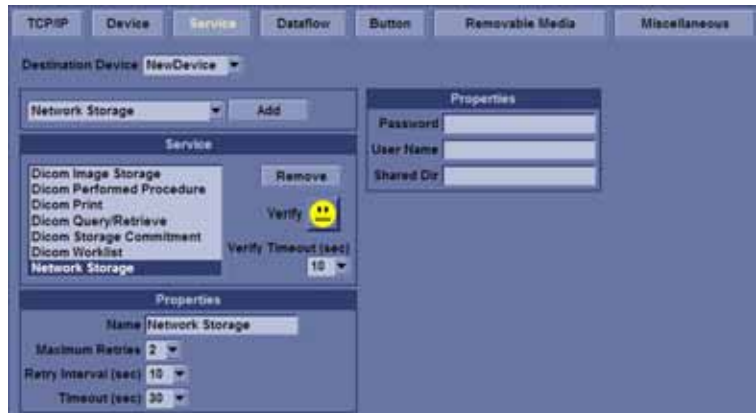 TCP/IP Device Service Dataflow Button Removable Media Miscellaneous
Destination Device NewDevice
Network Storage Add
Service
Dicom Image Storage
Dicom Performed Procedure
Dicom Print
Dicom Query/Retrieve
Dicom Storage Commitment
Dicom Worklist
Network Storage
Remove
Verify
Verify Timeout (sec)
10
Properties
Name Network Storage
Maximum Retries 2
Retry Interval (sec) 10
Timeout (sec) 30
Properties
Password
User Name
Shared Dir